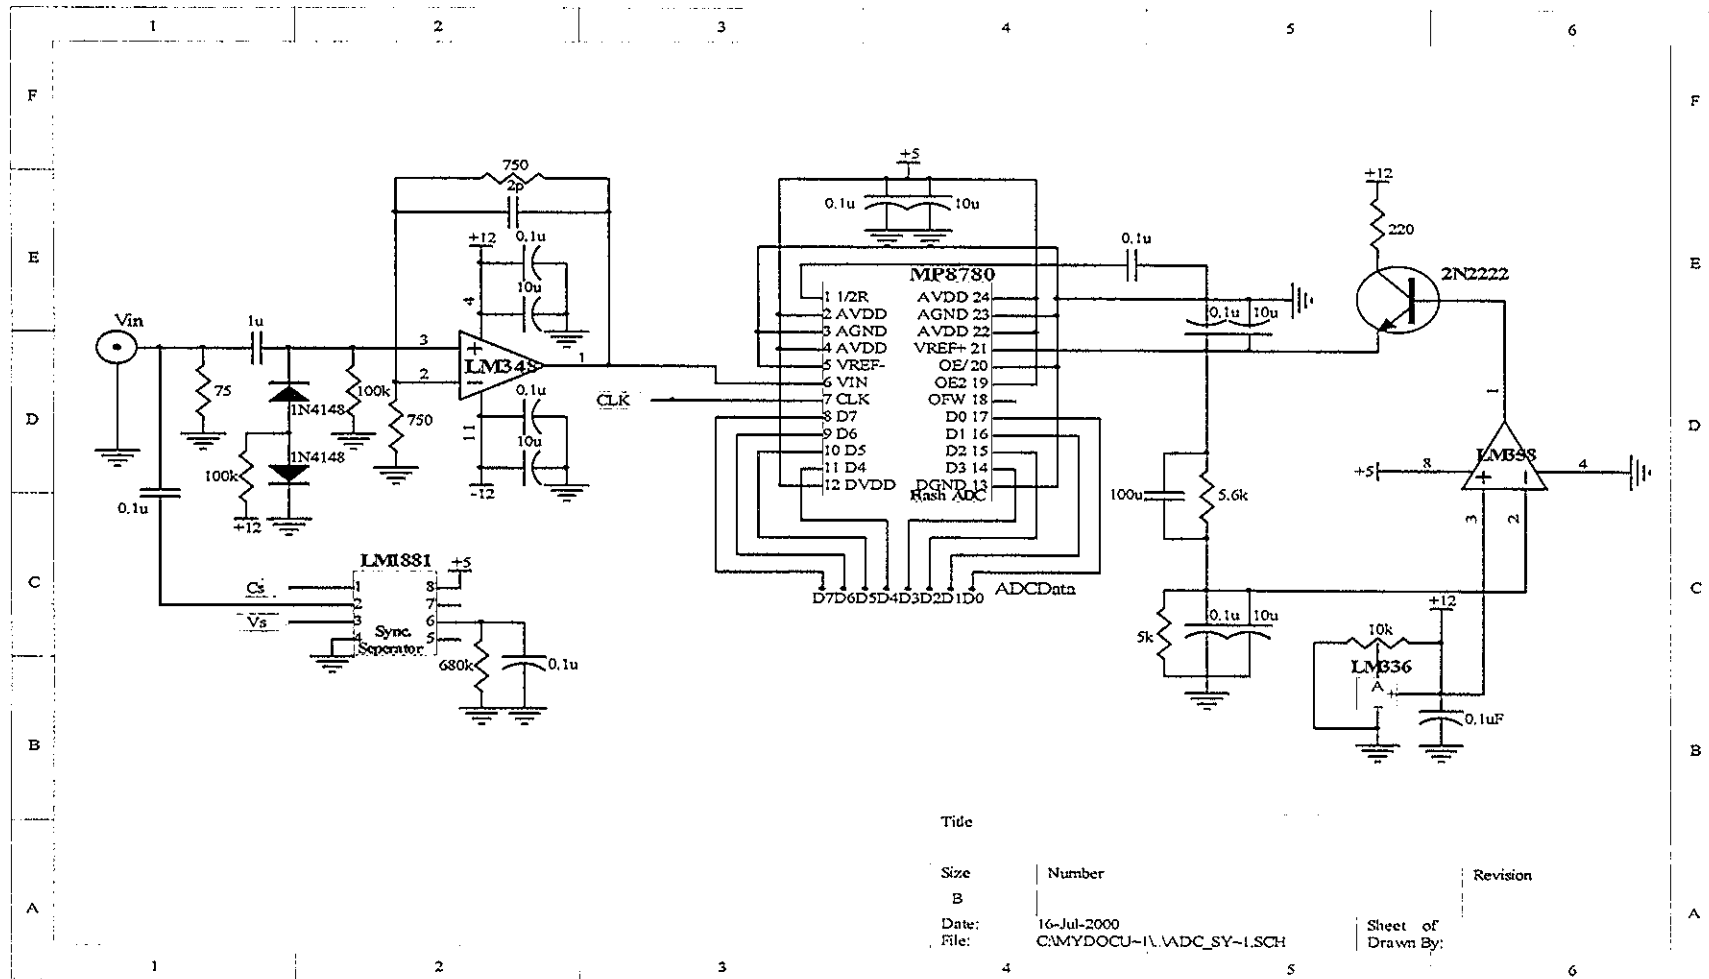 1 2 3 4 5 6
F F
E E
D D
C C
B B
A A
Vin
1u
75
100k
1N4148
1N4148
100k
+12
0.1u
750
2p
+12
0.1u
10u
4
3
2
1
LM348
0.1u
10u
11
-12
750
CLK
LM1881
+5
Cs
Vs
1
2
3
4
8
7
6
5
Sync.
Seperator
680k
0.1u
+5
0.1u
10u
MP8780
1 1/2R AVDD 24
2 AVDD AGND 23
3 AGND AVDD 22
4 AVDD VREF+ 21
5 VREF- OE/ 20
6 VIN OE2 19
7 CLK OFW 18
8 D7 D0 17
9 D6 D1 16
10 D5 D2 15
11 D4 D3 14
12 DVDD DGND 13
Flash ADC
D7D6D5D4D3D2D1D0 ADCData
0.1u
0.1u
10u
100u
5.6k
5k
0.1u
10u
+12
220
2N2222
1
LM358
+5
8
4
3
2
+12
10k
LM336
A
+
0.1uF
Title
Size
B
Number
Revision
Date: 16-Jul-2000
File: C:\MYDOCU~1\..\ADC_SY~1.SCH
Sheet of
Drawn By:
1 2 3 4 5 6